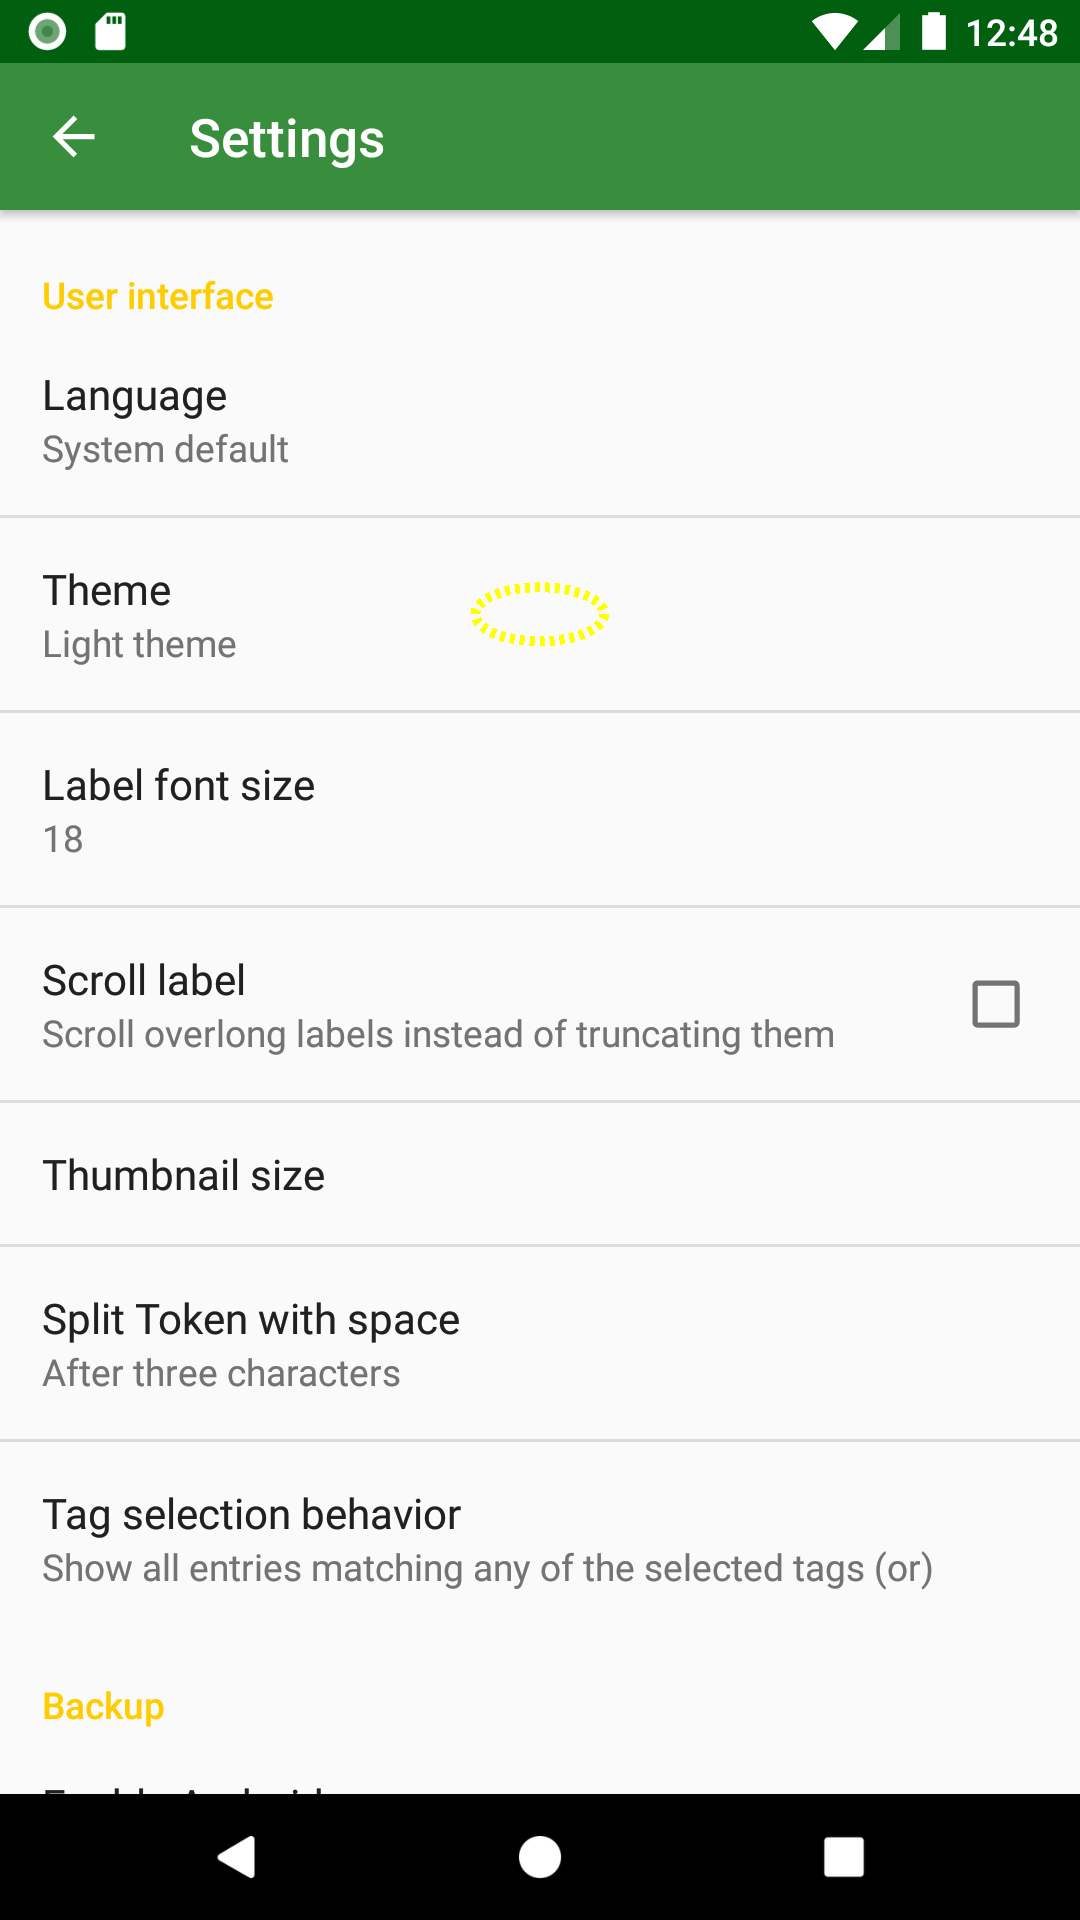 12:48
Settings
User interface
Language
System default
Theme
Light theme
Label font size
18
Scroll label
Scroll overlong labels instead of truncating them
Thumbnail size
Split Token with space
After three characters
Tag selection behavior
Show all entries matching any of the selected tags (or)
Backup